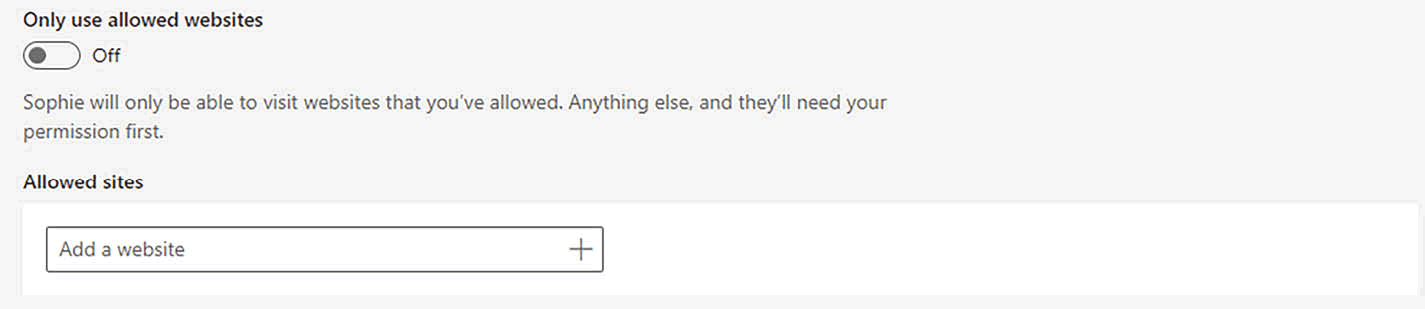 Only use allowed websites
Off
Sophie will only be able to visit websites that you've allowed. Anything else, and they'll need your
permission first.
Allowed sites
Add a website